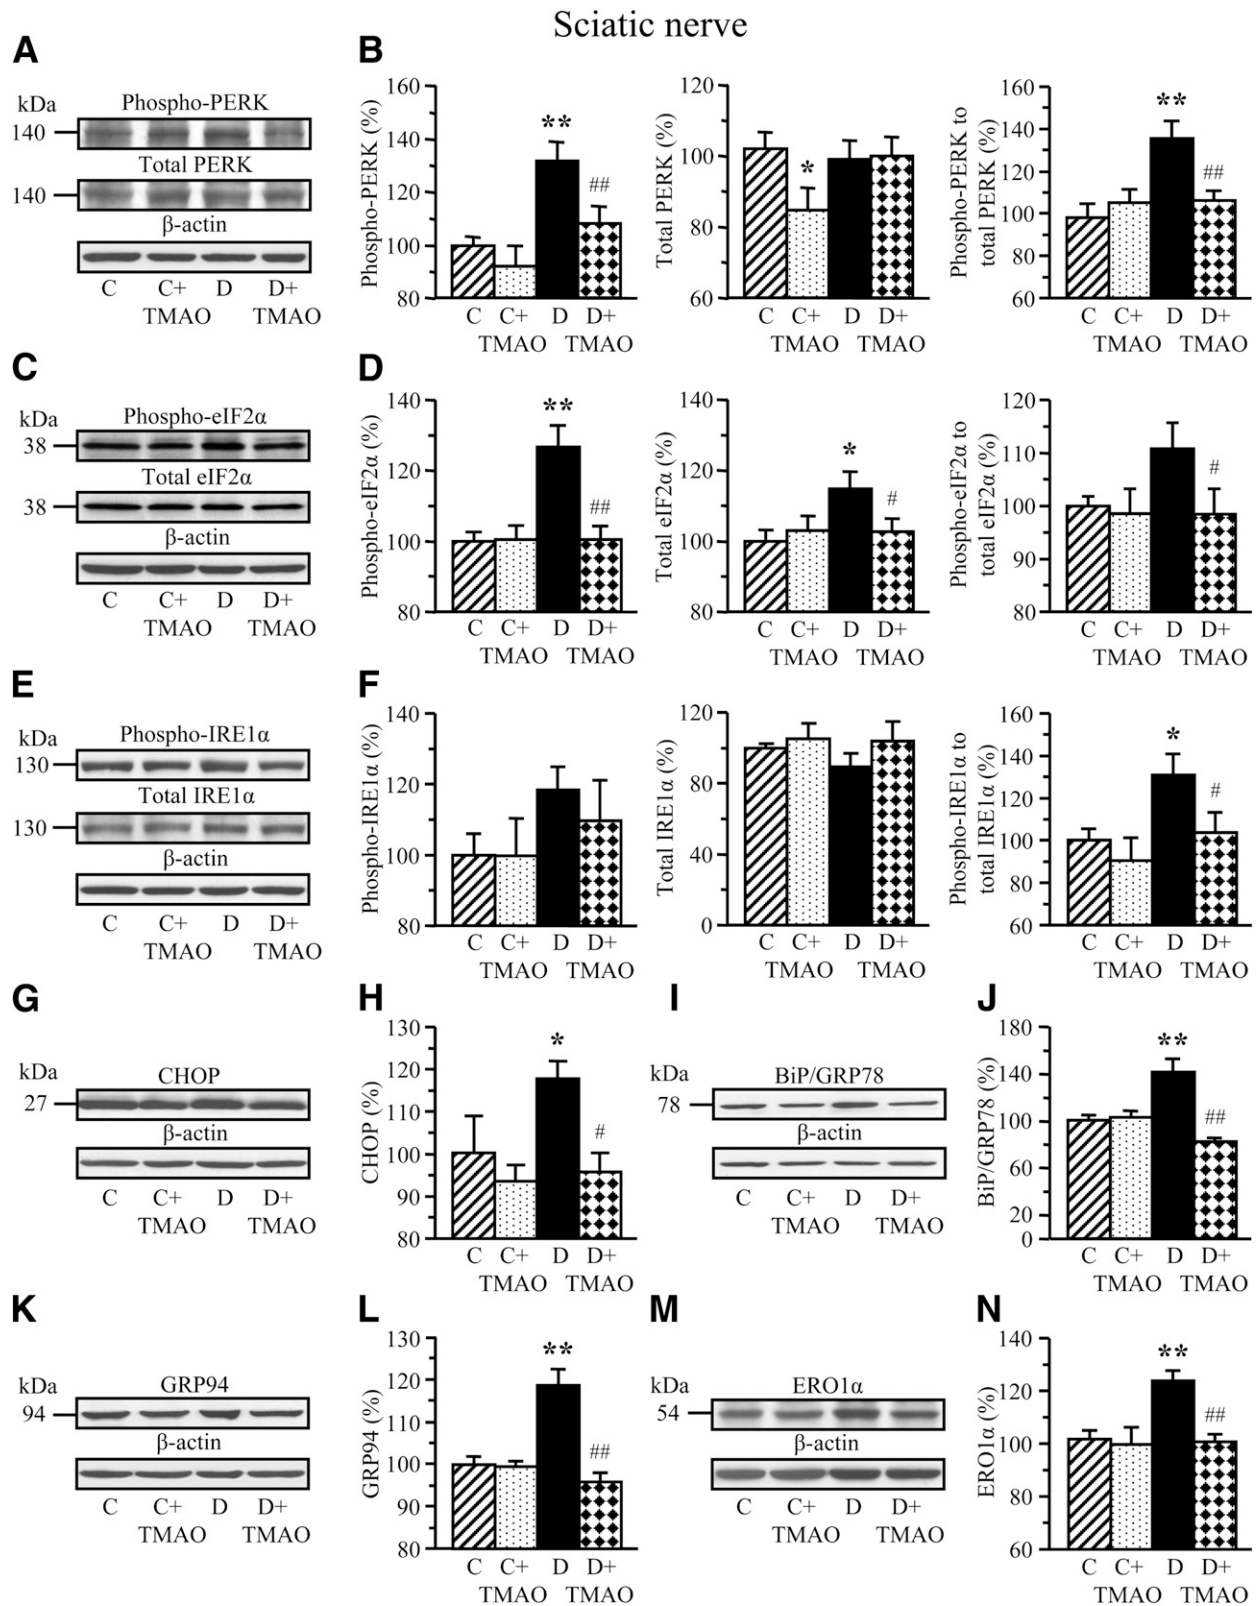 Sciatic nerve
A
kDa
Phospho-PERK
140
Total PERK
140
β-actin
C C+ D D+
TMAO TMAO
B
Phospho-PERK (%)
160
140
120
100
80
**
##
C C+ D D+
TMAO TMAO
Total PERK (%)
120
100
80
60
*
C C+ D D+
TMAO TMAO
Phospho-PERK to
total PERK (%)
160
140
120
100
80
60
**
##
C C+ D D+
TMAO TMAO
C
kDa
Phospho-eIF2α
38
Total eIF2α
38
β-actin
C C+ D D+
TMAO TMAO
D
Phospho-eIF2α (%)
140
120
100
80
**
##
C C+ D D+
TMAO TMAO
Total eIF2α (%)
140
120
100
80
*
#
C C+ D D+
TMAO TMAO
Phospho-eIF2α to
total eIF2α (%)
120
110
100
90
80
#
C C+ D D+
TMAO TMAO
E
kDa
Phospho-IRE1α
130
Total IRE1α
130
β-actin
C C+ D D+
TMAO TMAO
F
Phospho-IRE1α (%)
140
120
100
80
C C+ D D+
TMAO TMAO
Total IRE1α (%)
120
80
40
0
C C+ D D+
TMAO TMAO
Phospho-IRE1α to
total IRE1α (%)
160
140
120
100
80
60
*
#
C C+ D D+
TMAO TMAO
G
kDa
CHOP
27
β-actin
C C+ D D+
TMAO TMAO
H
CHOP (%)
130
120
110
100
90
80
*
#
C C+ D D+
TMAO TMAO
I
kDa
BiP/GRP78
78
β-actin
C C+ D D+
TMAO TMAO
J
BiP/GRP78 (%)
180
140
100
60
20
0
**
##
C C+ D D+
TMAO TMAO
K
kDa
GRP94
94
β-actin
C C+ D D+
TMAO TMAO
L
GRP94 (%)
130
120
110
100
90
80
**
##
C C+ D D+
TMAO TMAO
M
kDa
ERO1α
54
β-actin
C C+ D D+
TMAO TMAO
N
ERO1α (%)
140
120
100
80
60
**
##
C C+ D D+
TMAO TMAO